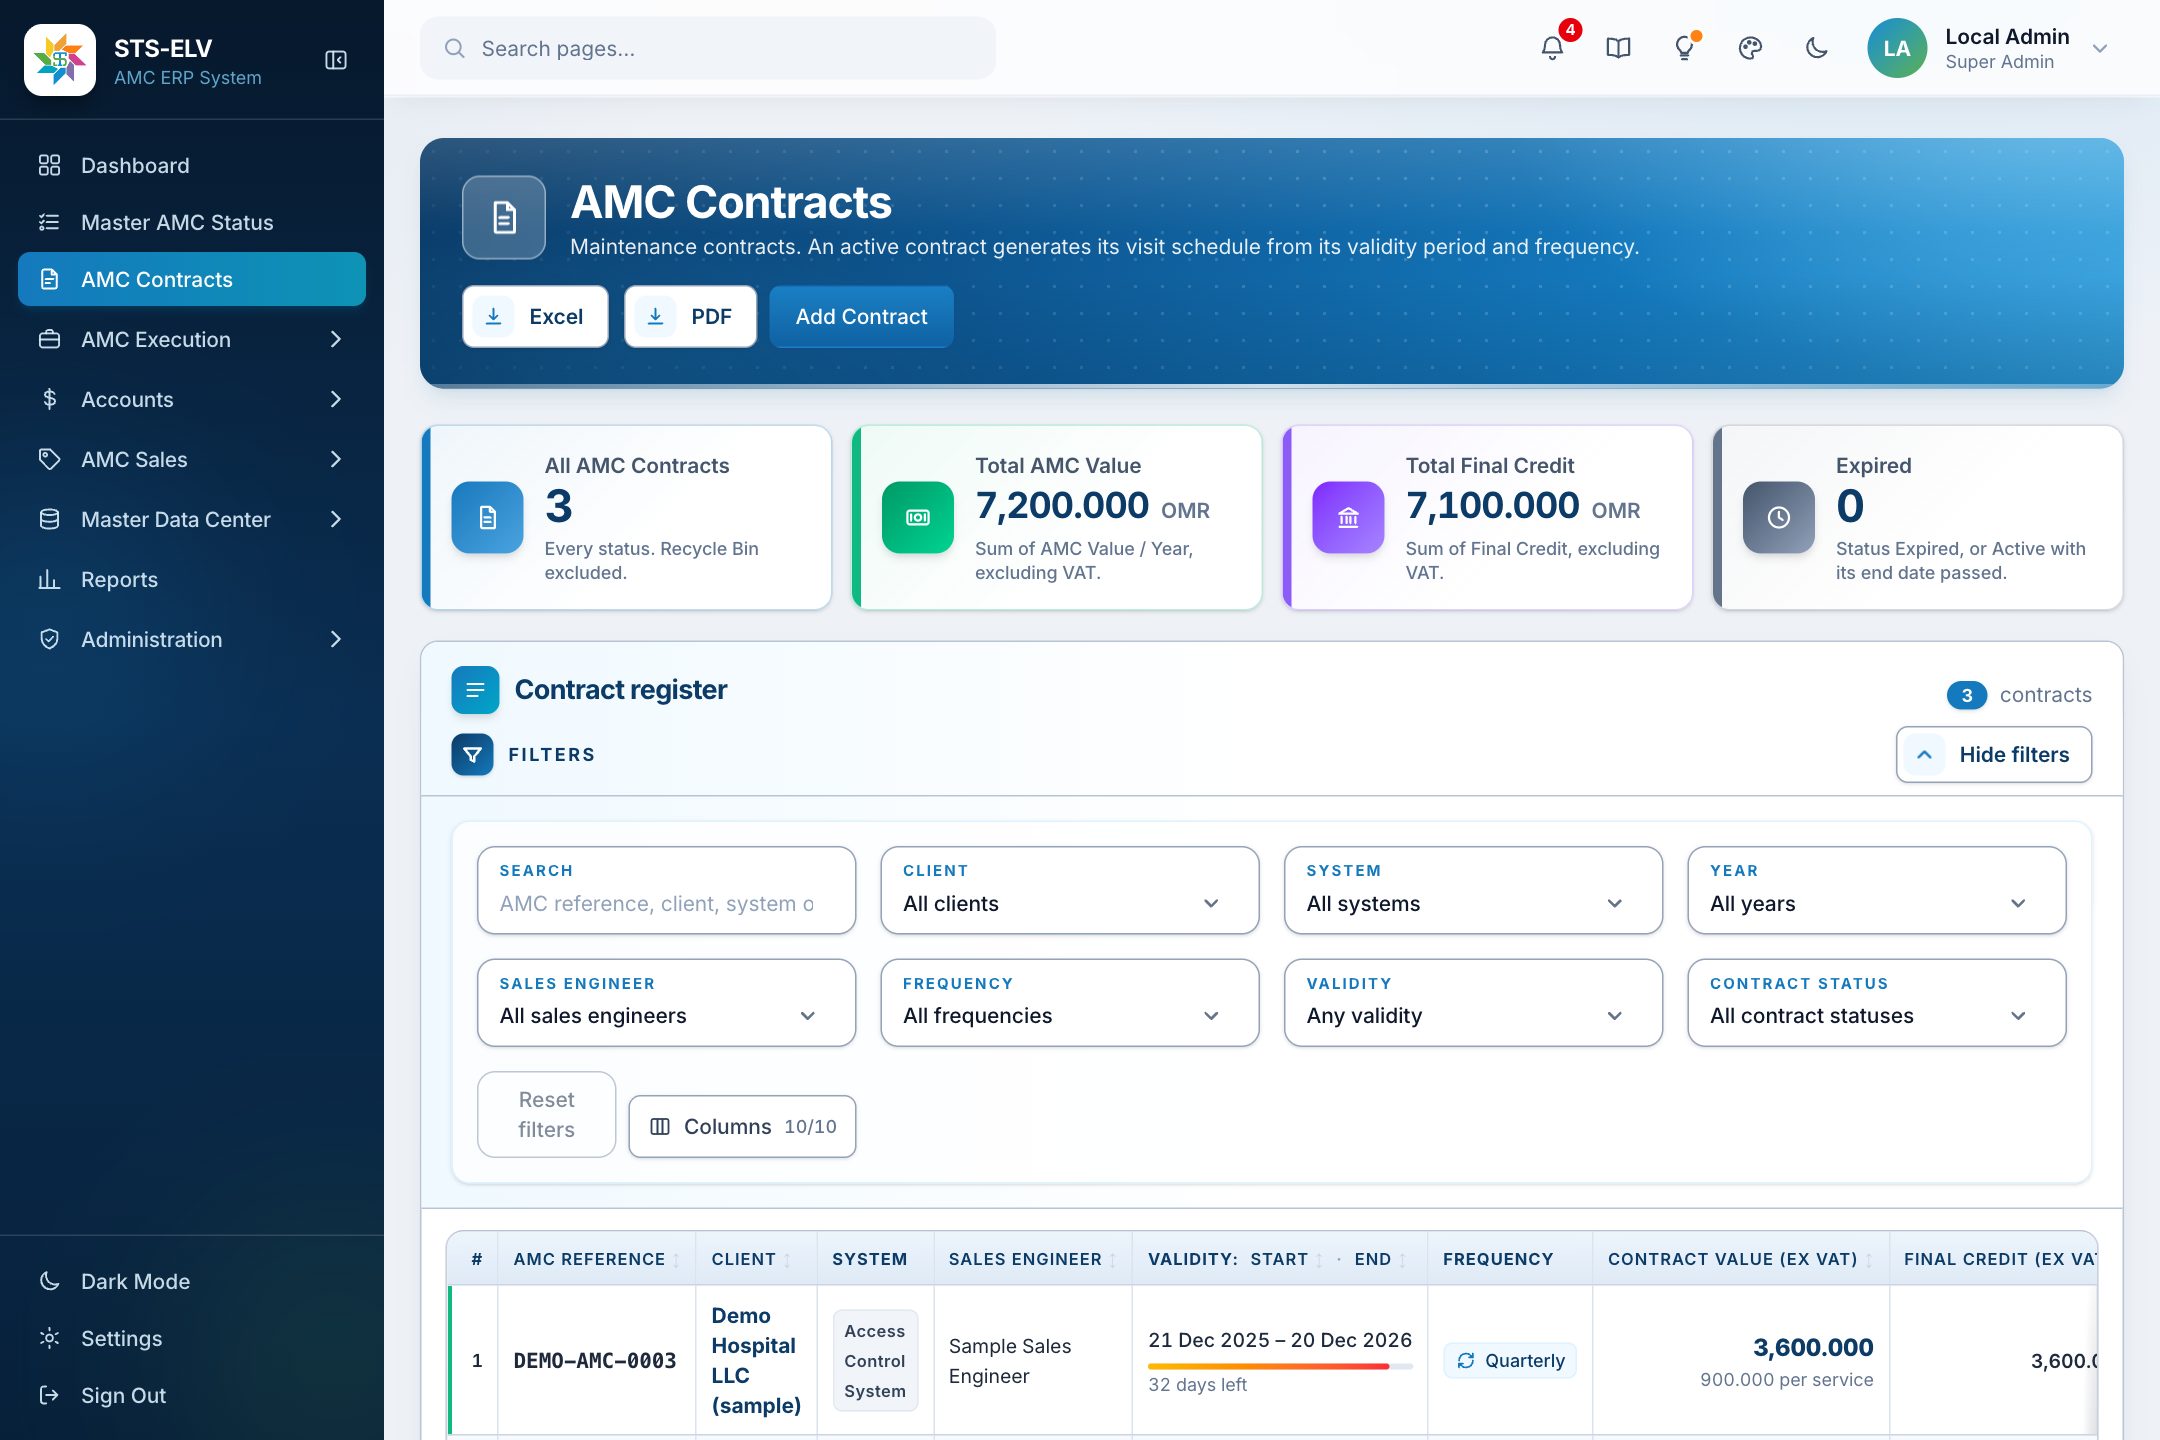 STS-ELV
AMC ERP System
Dashboard
Master AMC Status
AMC Contracts
AMC Execution
Accounts
AMC Sales
Master Data Center
Reports
Administration
Dark Mode
Settings
Sign Out
Search pages...
4
LA
Local Admin
Super Admin
AMC Contracts
Maintenance contracts. An active contract generates its visit schedule from its validity period and frequency.
Excel
PDF
Add Contract
All AMC Contracts
3
Every status. Recycle Bin
excluded.
Total AMC Value
7,200.000 OMR
Sum of AMC Value / Year,
excluding VAT.
Total Final Credit
7,100.000 OMR
Sum of Final Credit, excluding
VAT.
Expired
0
Status Expired, or Active with
its end date passed.
Contract register
3 contracts
FILTERS
Hide filters
SEARCH
AMC reference, client, system o
CLIENT
All clients
SYSTEM
All systems
YEAR
All years
SALES ENGINEER
All sales engineers
FREQUENCY
All frequencies
VALIDITY
Any validity
CONTRACT STATUS
All contract statuses
Reset
filters
Columns 10/10
# AMC REFERENCE CLIENT SYSTEM SALES ENGINEER VALIDITY: START · END FREQUENCY CONTRACT VALUE (EX VAT) FINAL CREDIT (EX VAT
1
DEMO-AMC-0003
Demo
Hospital
LLC
(sample)
Access
Control
System
Sample Sales
Engineer
21 Dec 2025 – 20 Dec 2026
32 days left
Quarterly
3,600.000
900.000 per service
3,600.0